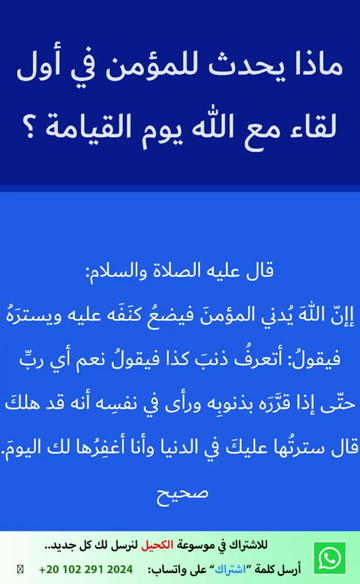 ماذا يحدث للمؤمن في أول
لقاء مع الله يوم القيامة ؟
قال عليه الصلاة والسلام:
إإنّ اللهَ يُدني المؤمنَ فيضعُ كنَفَه عليه ويسترَهُ
فيقولُ: أتعرفُ ذنبَ كذا فيقولُ نعم أي ربِّ
حتّى إذا قرَّرَه بذنوبِه ورأى في نفسِه أنه قد هلكَ
قال سترتُها عليكَ في الدنيا وأنا أغفِرُها لك اليومَ.
صحيح
للاشتراك في موسوعة الكحيل لنرسل لك كل جديد..
أرسل كلمة "اشتراك" على واتساب: +20 102 291 2024